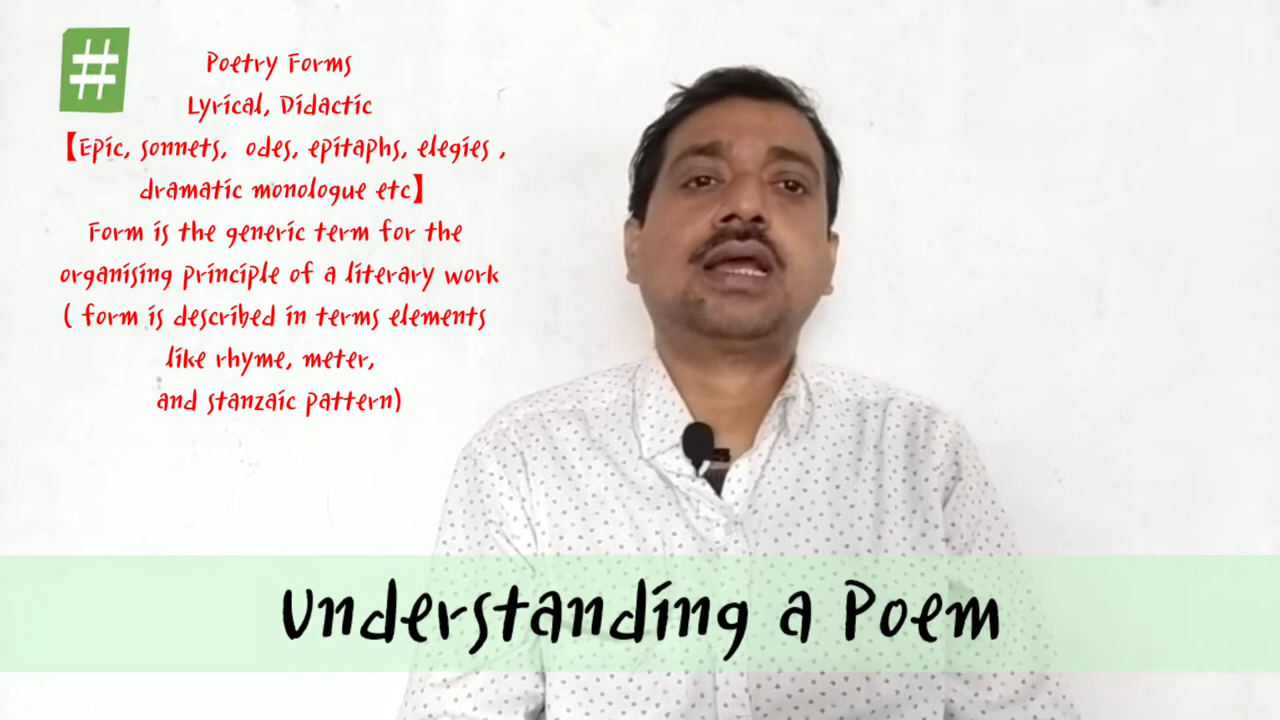 #
Poetry Forms
Lyrical, Didactic
【Epic, sonnets, odes, epitaphs, elegies ,
dramatic monologue etc】
Form is the generic term for the
organising principle of a literary work
( form is described in terms elements
like rhyme, meter,
and stanzaic pattern)
Understanding a Poem